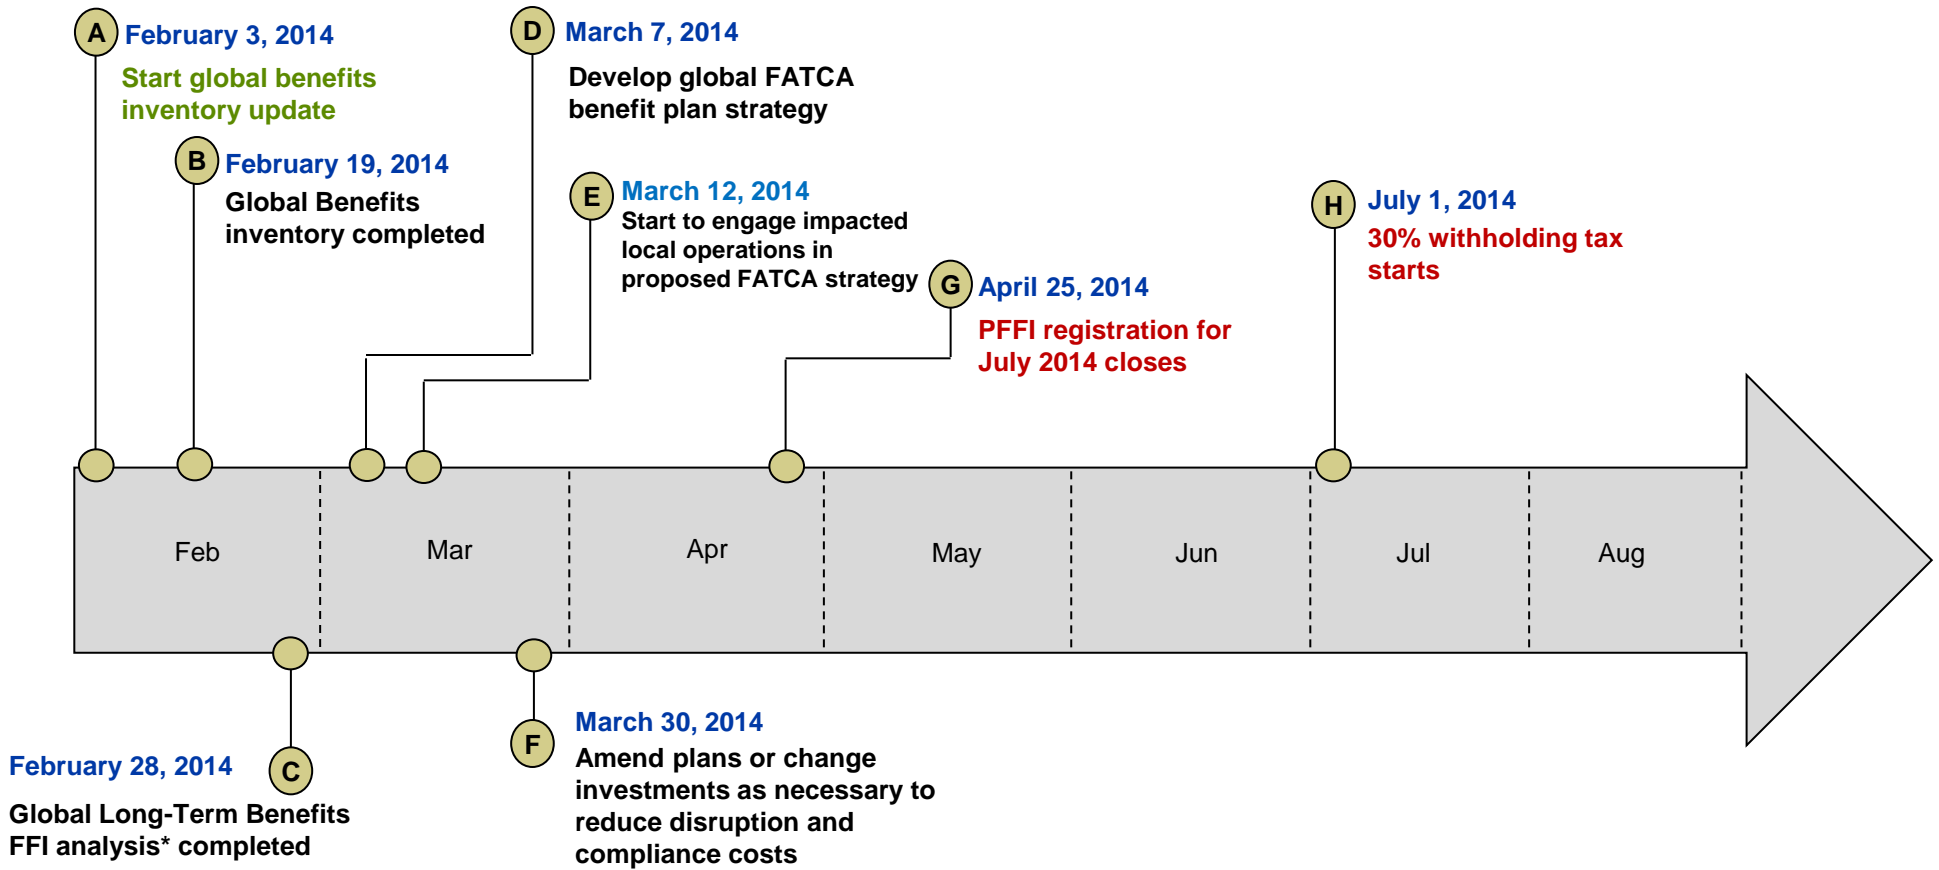 A
February 3, 2014
Start global benefits
inventory update
B
February 19, 2014
Global Benefits
inventory completed
D
March 7, 2014
Develop global FATCA
benefit plan strategy
E
March 12, 2014
Start to engage impacted
local operations in
proposed FATCA strategy
G
April 25, 2014
PFFI registration for
July 2014 closes
H
July 1, 2014
30% withholding tax
starts
Feb
Mar
Apr
May
Jun
Jul
Aug
February 28, 2014
C
Global Long-Term Benefits
FFI analysis* completed
F
March 30, 2014
Amend plans or change
investments as necessary to
reduce disruption and
compliance costs